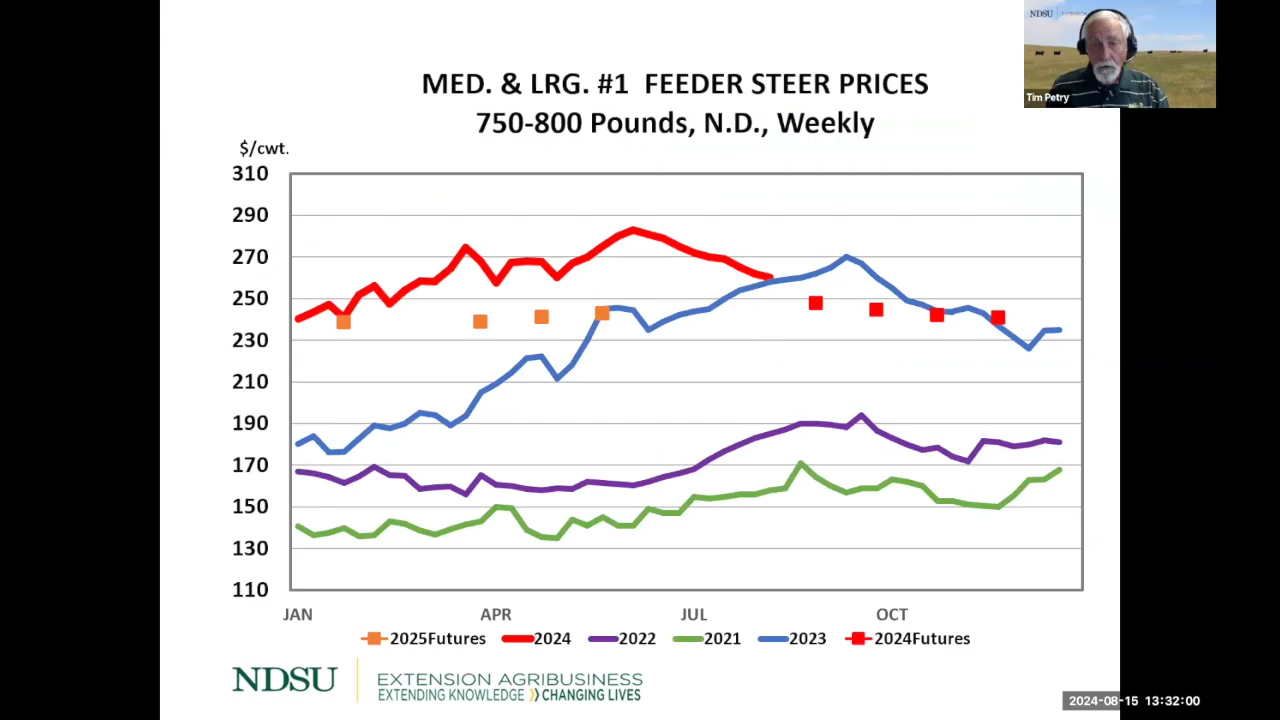 NDSU
Tim Petry
MED. & LRG. #1 FEEDER STEER PRICES
750-800 Pounds, N.D., Weekly
$/cwt.
310
290
270
250
230
210
190
170
150
130
110
JAN APR JUL OCT
2025Futures 2024 2022 2021 2023 2024Futures
NDSU
EXTENSION AGRIBUSINESS
EXTENDING KNOWLEDGE CHANGING LIVES
2024-08-15 13:32:00